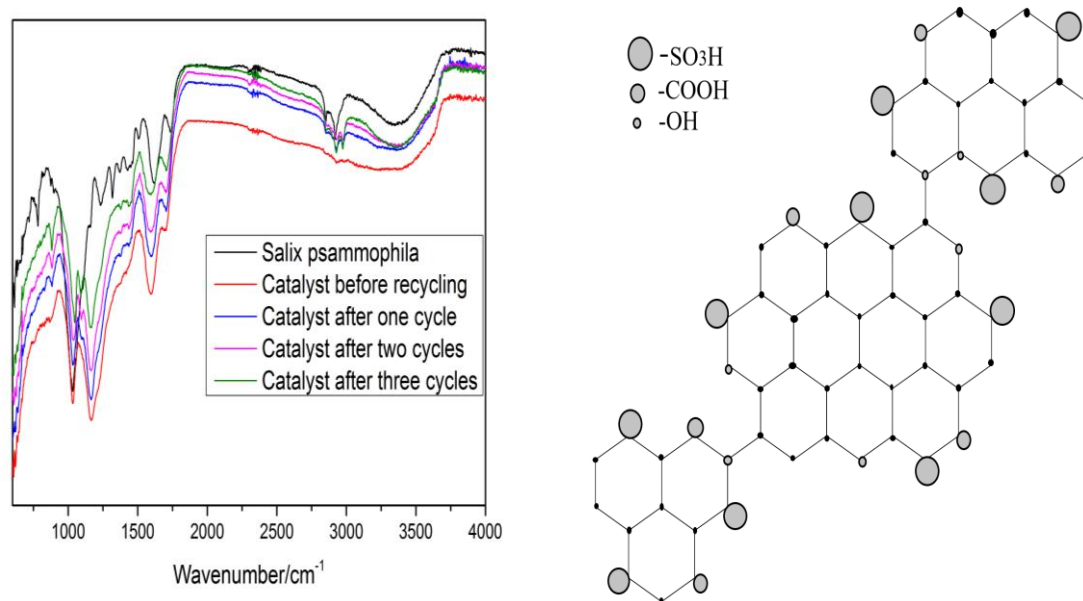 Salix psammophila
Catalyst before recycling
Catalyst after one cycle
Catalyst after two cycles
Catalyst after three cycles
1000 1500 2000 2500 3000 3500 4000
Wavenumber/cm⁻¹
-SO₃H
-COOH
-OH